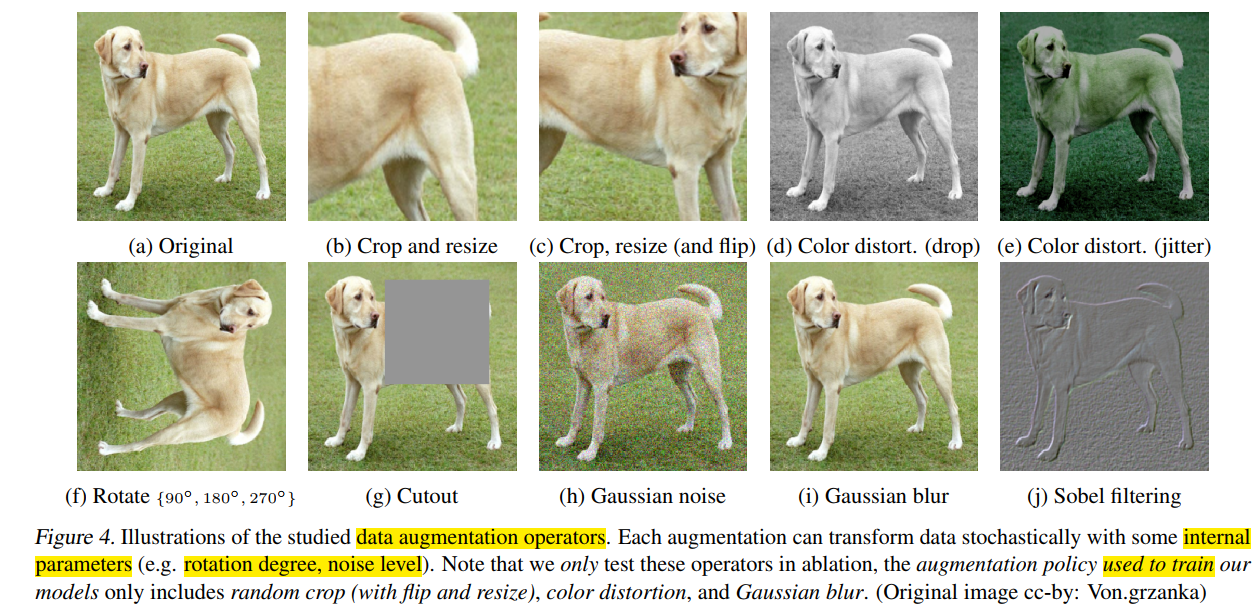 (a) Original
(b) Crop and resize
(c) Crop, resize (and flip)
(d) Color distort. (drop)
(e) Color distort. (jitter)
(f) Rotate {90°, 180°, 270°}
(g) Cutout
(h) Gaussian noise
(i) Gaussian blur
(j) Sobel filtering
Figure 4. Illustrations of the studied data augmentation operators. Each augmentation can transform data stochastically with some internal
parameters (e.g. rotation degree, noise level). Note that we only test these operators in ablation, the augmentation policy used to train our
models only includes random crop (with flip and resize), color distortion, and Gaussian blur. (Original image cc-by: Von.grzanka)